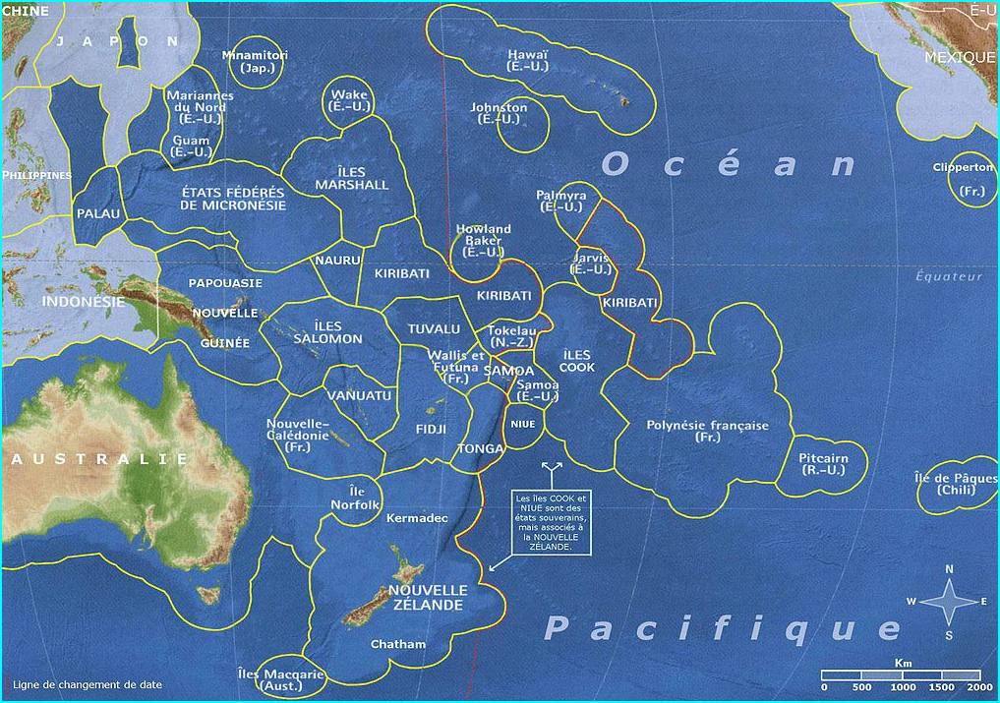 CHINE
É-U
J A P O N
Minamitori
(Jap.)
Hawaï
(É.-U.)
MEXIQUE
Mariannes
du Nord
(É.-U.)
Wake
(É.-U.)
Johnston
(É.-U.)
Guam
(É.-U.)
Océan
Clipperton
(Fr.)
PHILIPPINES
ÎLES
MARSHALL
ÉTATS FÉDÉRÉS
DE MICRONÉSIE
PALAU
Palmyra
(É.-U.)
Howland
Baker
(É.-U.)
Jarvis
(É.-U.)
NAURU
KIRIBATI
Équateur
PAPOUASIE
NOUVELLE
GUINÉE
INDONÉSIE
KIRIBATI
KIRIBATI
ÎLES
SALOMON
TUVALU
Tokelau
(N.-Z.)
Wallis et
Futuna
(Fr.)
SAMOA
ÎLES
COOK
Samoa
(É.-U.)
VANUATU
Nouvelle-
Calédonie
(Fr.)
FIDJI
NIUE
Polynésie française
(Fr.)
TONGA
AUSTRALIE
Pitcairn
(R.-U.)
Île de Pâques
(Chili)
Île
Norfolk
Kermadec
Les îles COOK et
NIUE sont des
états souverains,
mais associés à
la NOUVELLE
ZÉLANDE.
NOUVELLE
ZÉLANDE
N
W
E
S
Pacifique
Chatham
Îles Macqarie
(Aust.)
Ligne de changement de date
Km
0 500 1000 1500 2000